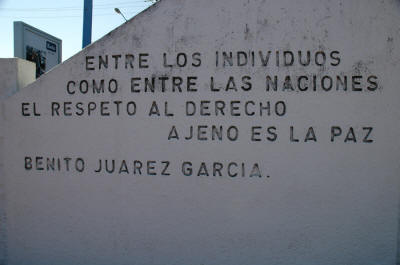 ENTRE LOS INDIVIDUOS
COMO ENTRE LAS NACIONES
EL RESPETO AL DERECHO
AJENO ES LA PAZ
BENITO JUAREZ GARCIA.